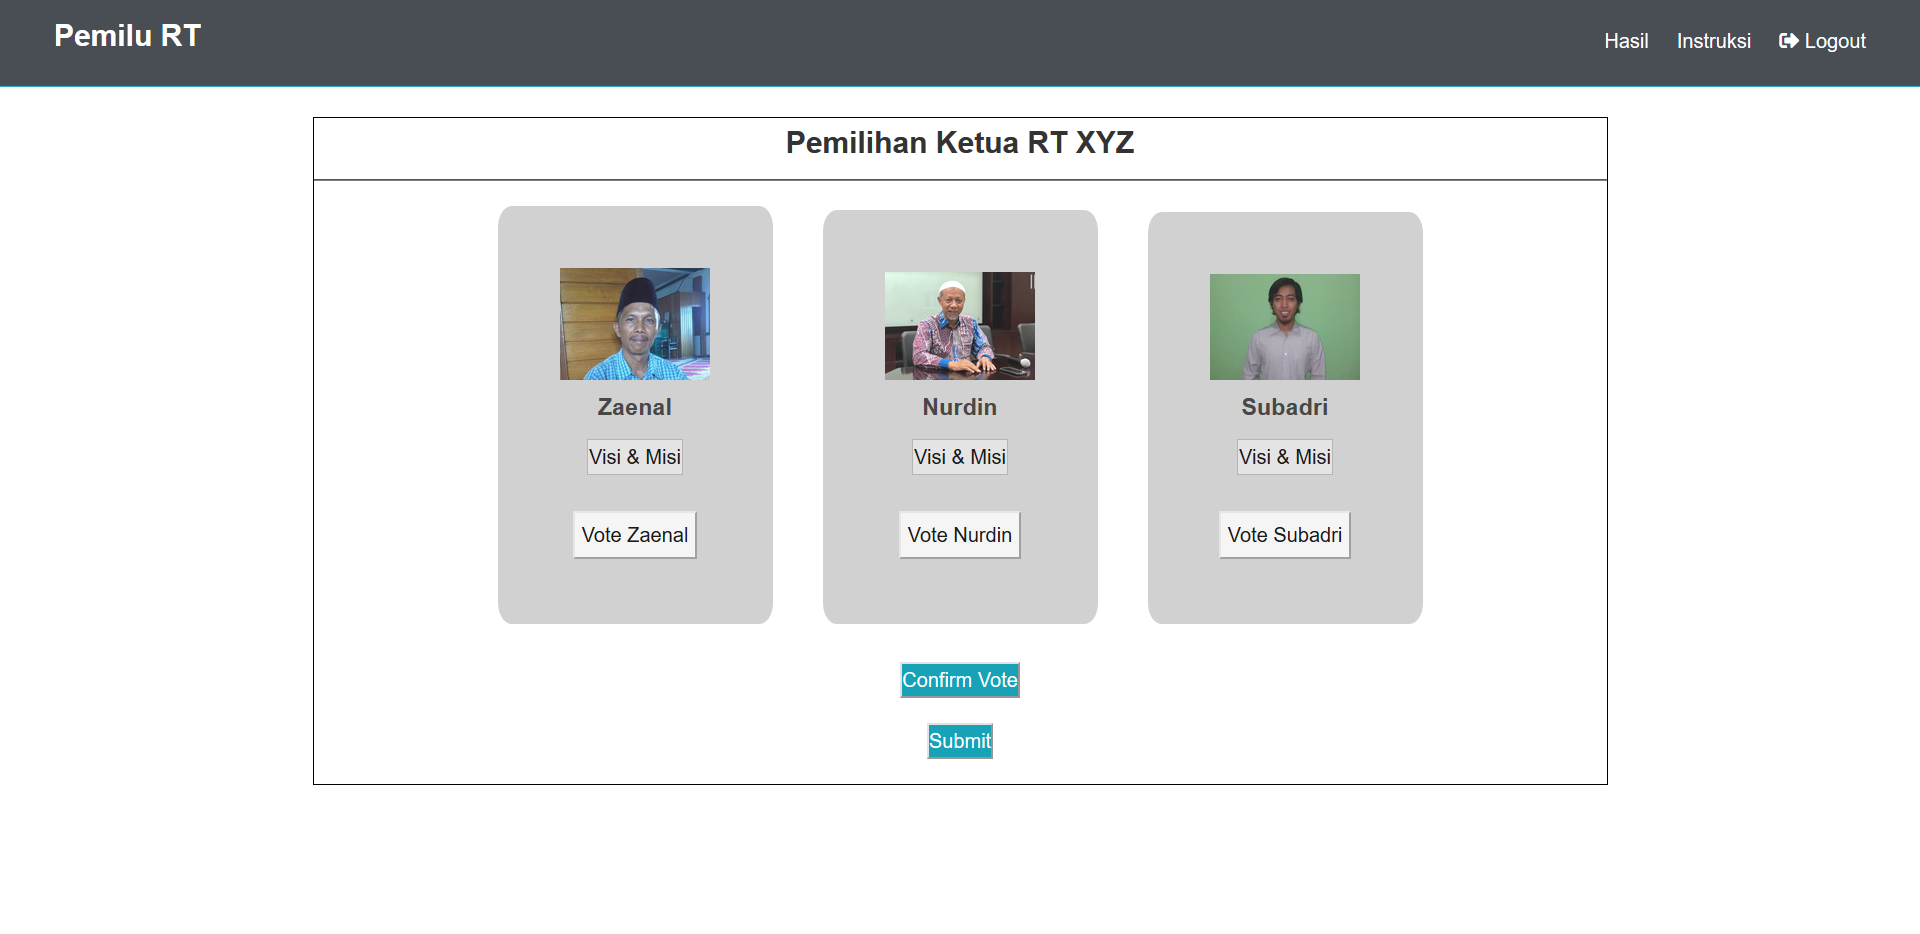 Pemilu RT
Hasil Instruksi Logout
Pemilihan Ketua RT XYZ
Zaenal
Visi & Misi
Vote Zaenal
Nurdin
Visi & Misi
Vote Nurdin
Subadri
Visi & Misi
Vote Subadri
Confirm Vote
Submit